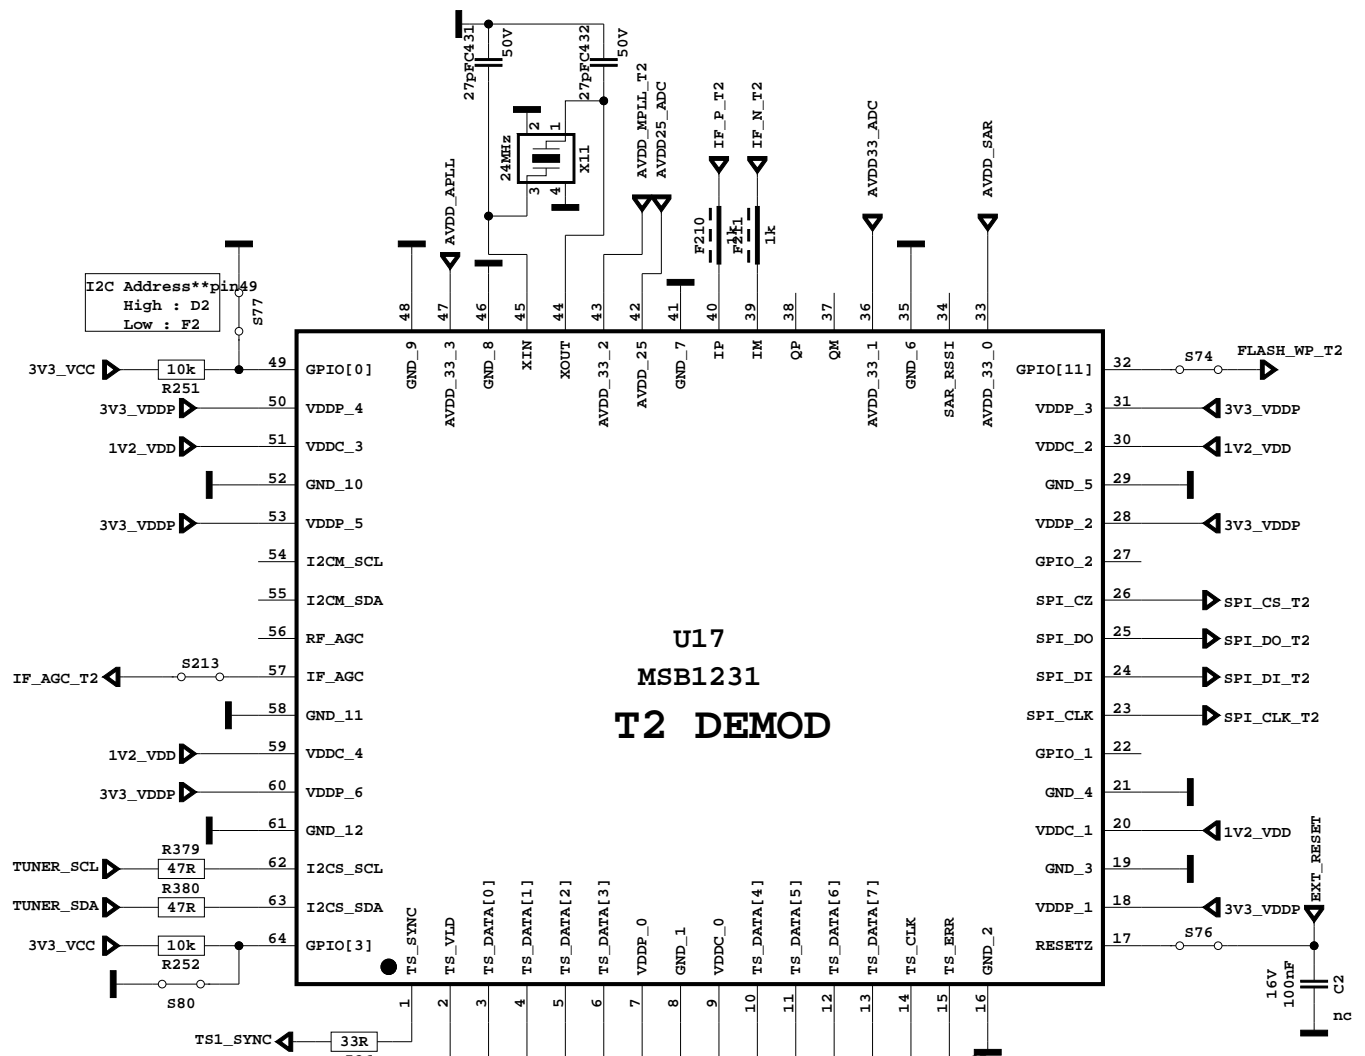 27pF
C431
50V
27pF
C432
50V
24MHz
2
1
3
4
X11
AVDD_APLL
AVDD_MPLL_T2
AVDD25_ADC
IF_P_T2
IF_N_T2
F210
1k
F211
1k
AVDD33_ADC
AVDD_SAR
I2C Address**pin49
High : D2
Low : F2
S77
48
47
46
45
44
43
42
41
40
39
38
37
36
35
34
33
GND_9
AVDD_33_3
GND_8
XIN
XOUT
AVDD_33_2
AVDD_25
GND_7
IP
IM
QP
QM
AVDD_33_1
GND_6
SAR_RSSI
AVDD_33_0
3V3_VCC
10k
R251
49
GPIO[0]
3V3_VDDP
50
VDDP_4
1V2_VDD
51
VDDC_3
52
GND_10
3V3_VDDP
53
VDDP_5
54
I2CM_SCL
55
I2CM_SDA
56
RF_AGC
IF_AGC_T2
S213
57
IF_AGC
58
GND_11
1V2_VDD
59
VDDC_4
3V3_VDDP
60
VDDP_6
61
GND_12
TUNER_SCL
R379
47R
62
I2CS_SCL
TUNER_SDA
R380
47R
63
I2CS_SDA
3V3_VCC
10k
R252
64
GPIO[3]
S80
U17
MSB1231
T2 DEMOD
GPIO[11]
32
S74
FLASH_WP_T2
VDDP_3
31
3V3_VDDP
VDDC_2
30
1V2_VDD
GND_5
29
VDDP_2
28
3V3_VDDP
GPIO_2
27
SPI_CZ
26
SPI_CS_T2
SPI_DO
25
SPI_DO_T2
SPI_DI
24
SPI_DI_T2
SPI_CLK
23
SPI_CLK_T2
GPIO_1
22
GND_4
21
VDDC_1
20
1V2_VDD
GND_3
19
VDDP_1
18
3V3_VDDP
RESETZ
17
S76
EXT_RESET
16V
100nF
C2
nc
TS_SYNC
TS_VLD
TS_DATA[0]
TS_DATA[1]
TS_DATA[2]
TS_DATA[3]
VDDP_0
GND_1
VDDC_0
TS_DATA[4]
TS_DATA[5]
TS_DATA[6]
TS_DATA[7]
TS_CLK
TS_ERR
GND_2
1
2
3
4
5
6
7
8
9
10
11
12
13
14
15
16
TS1_SYNC
33R